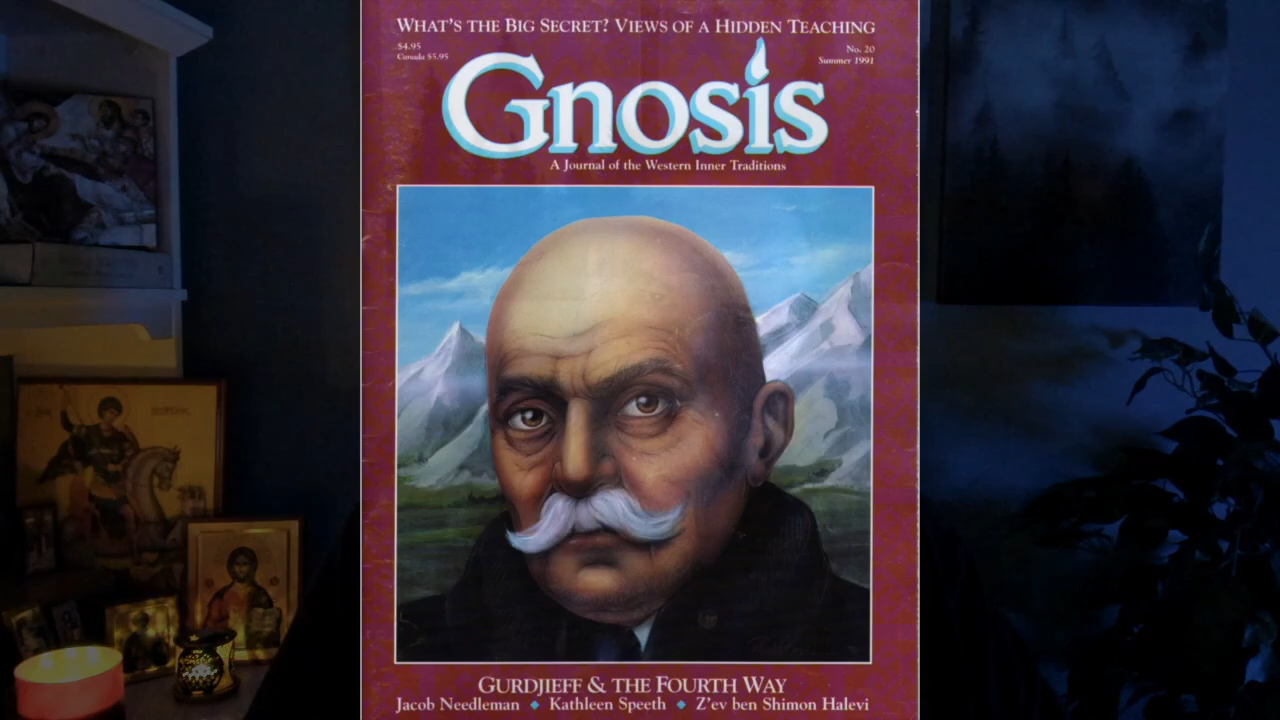 WHAT'S THE BIG SECRET? VIEWS OF A HIDDEN TEACHING
$4.95
Canada $5.95
No. 20
Summer 1991
Gnosis
A Journal of the Western Inner Traditions
GURDJIEFF & THE FOURTH WAY
Jacob Needleman ◆ Kathleen Speeth ◆ Z'ev ben Shimon Halevi